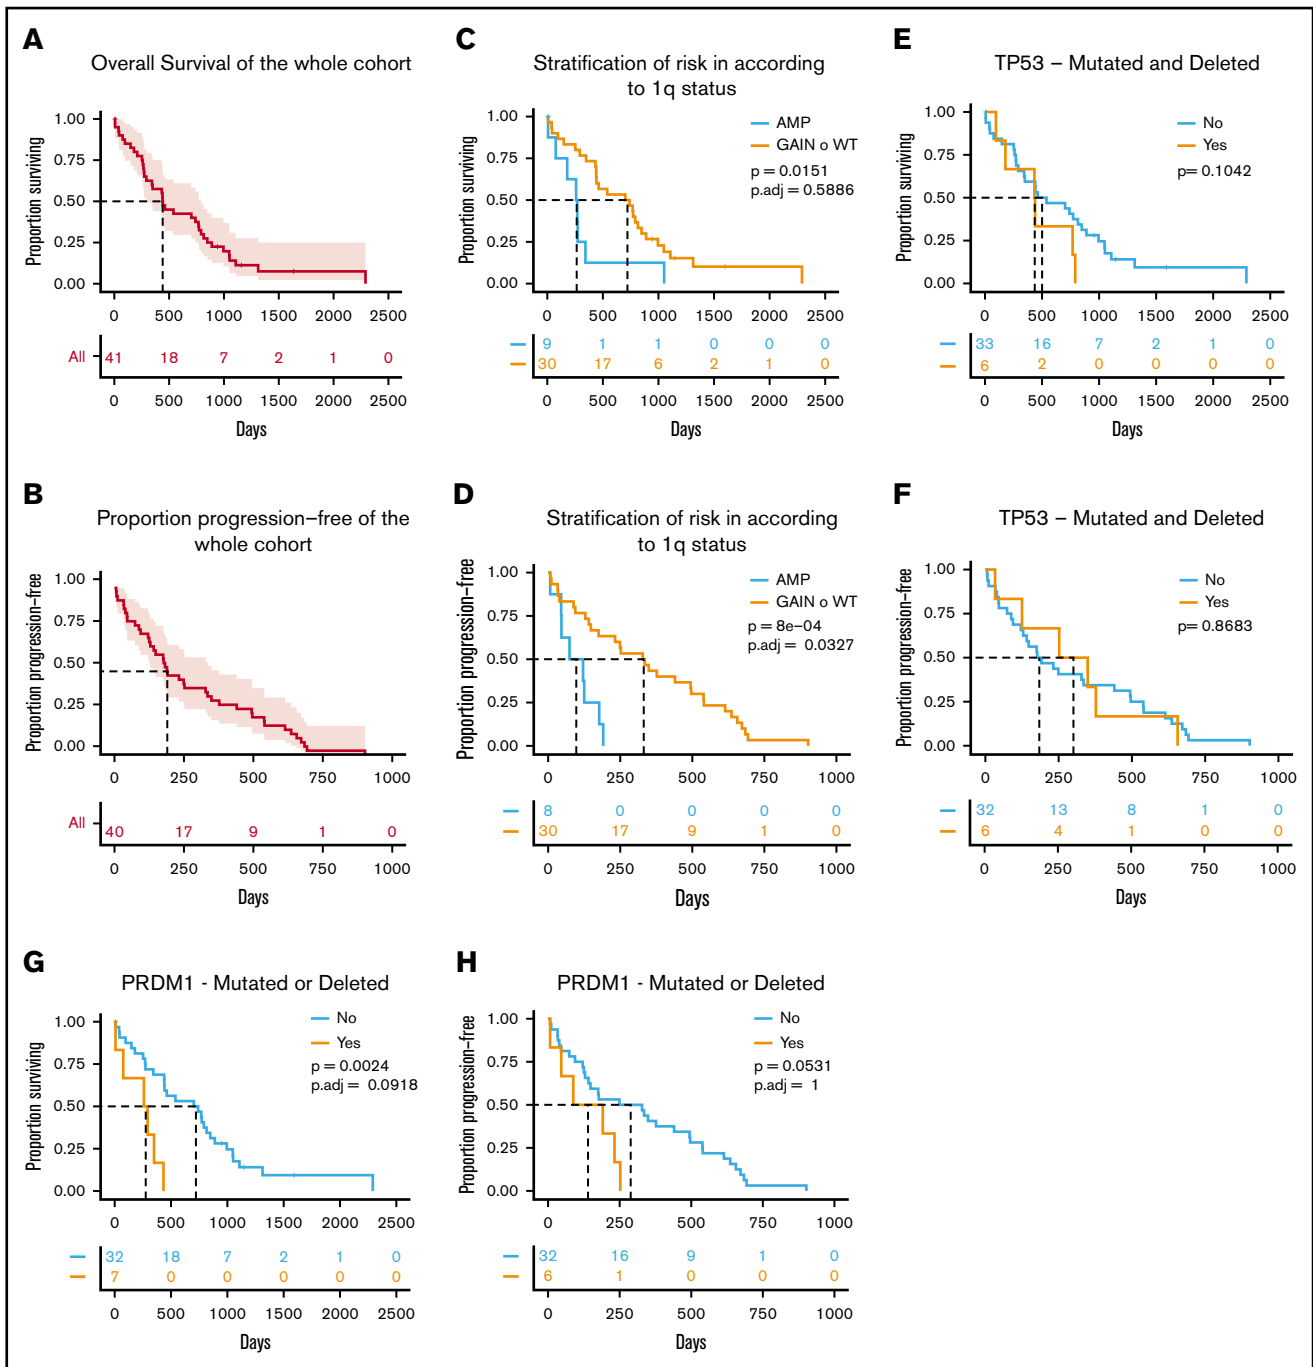 A
Overall Survival of the whole cohort
Proportion surviving
1.00
0.75
0.50
0.25
0.00
0 500 1000 1500 2000 2500
All 41 18 7 2 1 0
0 500 1000 1500 2000 2500
Days
C
Stratification of risk in according
to 1q status
Proportion surviving
1.00
0.75
0.50
0.25
0.00
AMP
GAIN o WT
p = 0.0151
p.adj = 0.5886
0 500 1000 1500 2000 2500
9 1 1 0 0 0
30 17 6 2 1 0
0 500 1000 1500 2000 2500
Days
E
TP53 – Mutated and Deleted
Proportion surviving
1.00
0.75
0.50
0.25
0.00
No
Yes
p= 0.1042
0 500 1000 1500 2000 2500
33 16 7 2 1 0
6 2 0 0 0 0
0 500 1000 1500 2000 2500
Days
B
Proportion progression–free of the
whole cohort
Proportion progression–free
1.00
0.75
0.50
0.25
0.00
0 250 500 750 1000
All
40 17 9 1 0
0 250 500 750 1000
Days
D
Stratification of risk in according
to 1q status
Proportion progression–free
1.00
0.75
0.50
0.25
0.00
AMP
GAIN o WT
p = 8e–04
p.adj = 0.0327
0 250 500 750 1000
8 0 0 0 0
30 17 9 1 0
0 250 500 750 1000
Days
F
TP53 – Mutated and Deleted
Proportion progression–free
1.00
0.75
0.50
0.25
0.00
No
Yes
p= 0.8683
0 250 500 750 1000
32 13 8 1 0
6 4 1 0 0
0 250 500 750 1000
Days
G
PRDM1 - Mutated or Deleted
Proportion surviving
1.00
0.75
0.50
0.25
0.00
No
Yes
p = 0.0024
p.adj = 0.0918
0 500 1000 1500 2000 2500
32 18 7 2 1 0
7 0 0 0 0 0
0 500 1000 1500 2000 2500
Days
H
PRDM1 - Mutated or Deleted
Proportion progression–free
1.00
0.75
0.50
0.25
0.00
No
Yes
p = 0.0531
p.adj = 1
0 250 500 750 1000
32 16 9 1 0
6 1 0 0 0
0 250 500 750 1000
Days